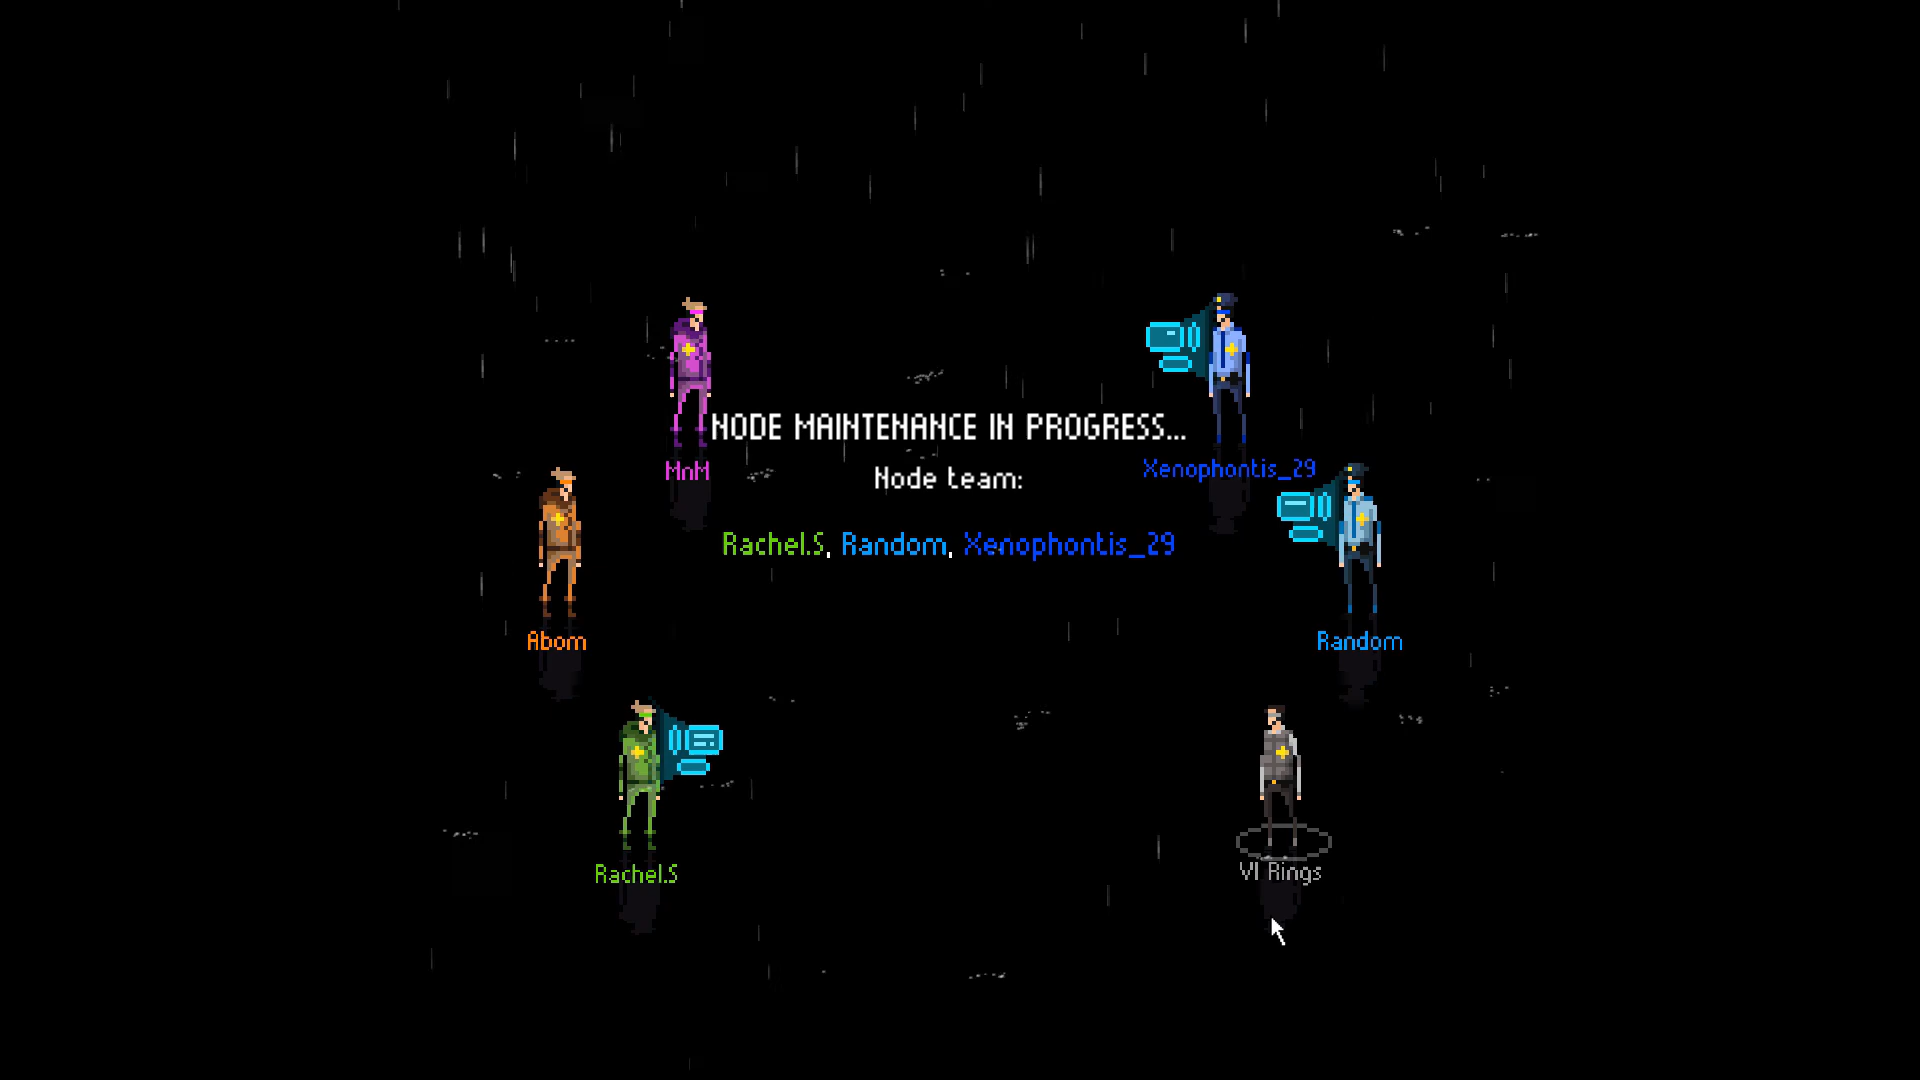 NODE MAINTENANCE IN PROGRESS...
MnM
Xenophontis_29
Node team:
Rachel.S, Random, Xenophontis_29
Abom
Random
Rachel.S
VI Rings